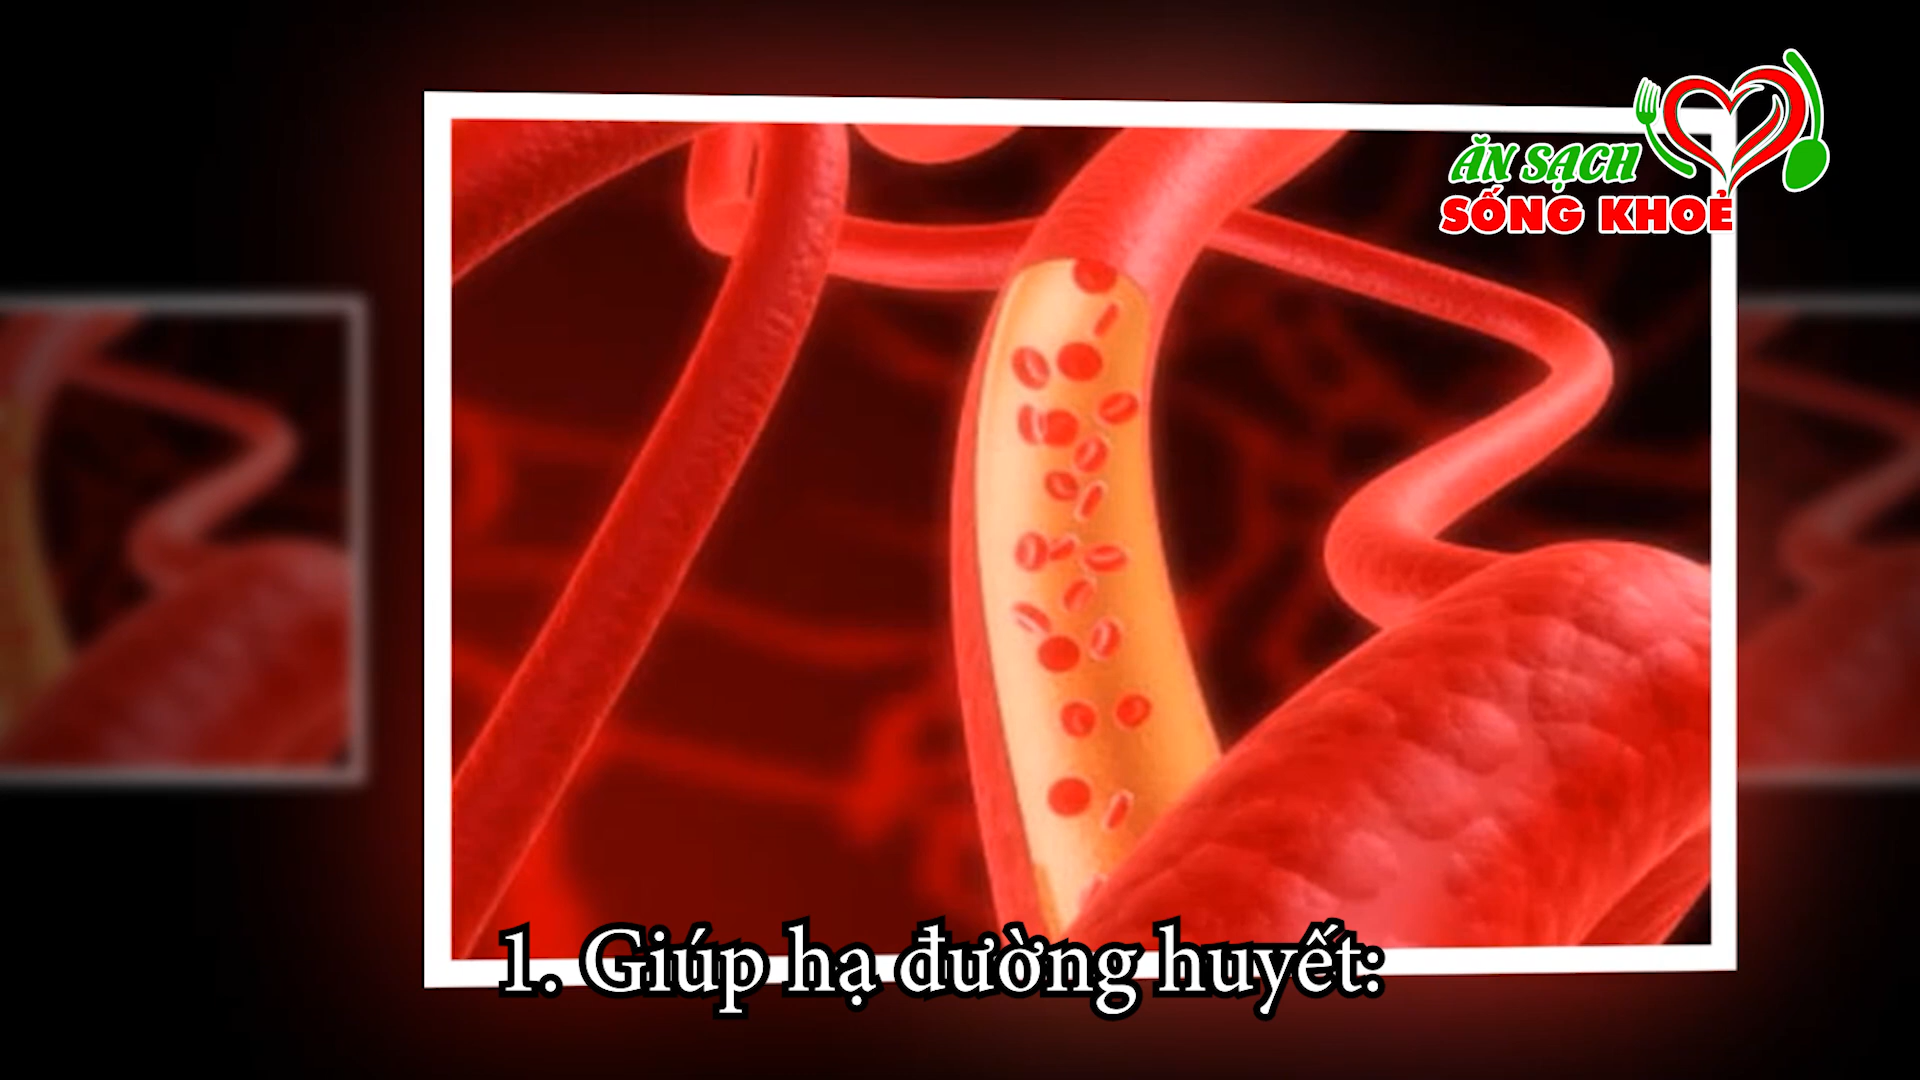 ĂN SẠCH
SỐNG KHOẺ
1. Giúp hạ đường huyết: